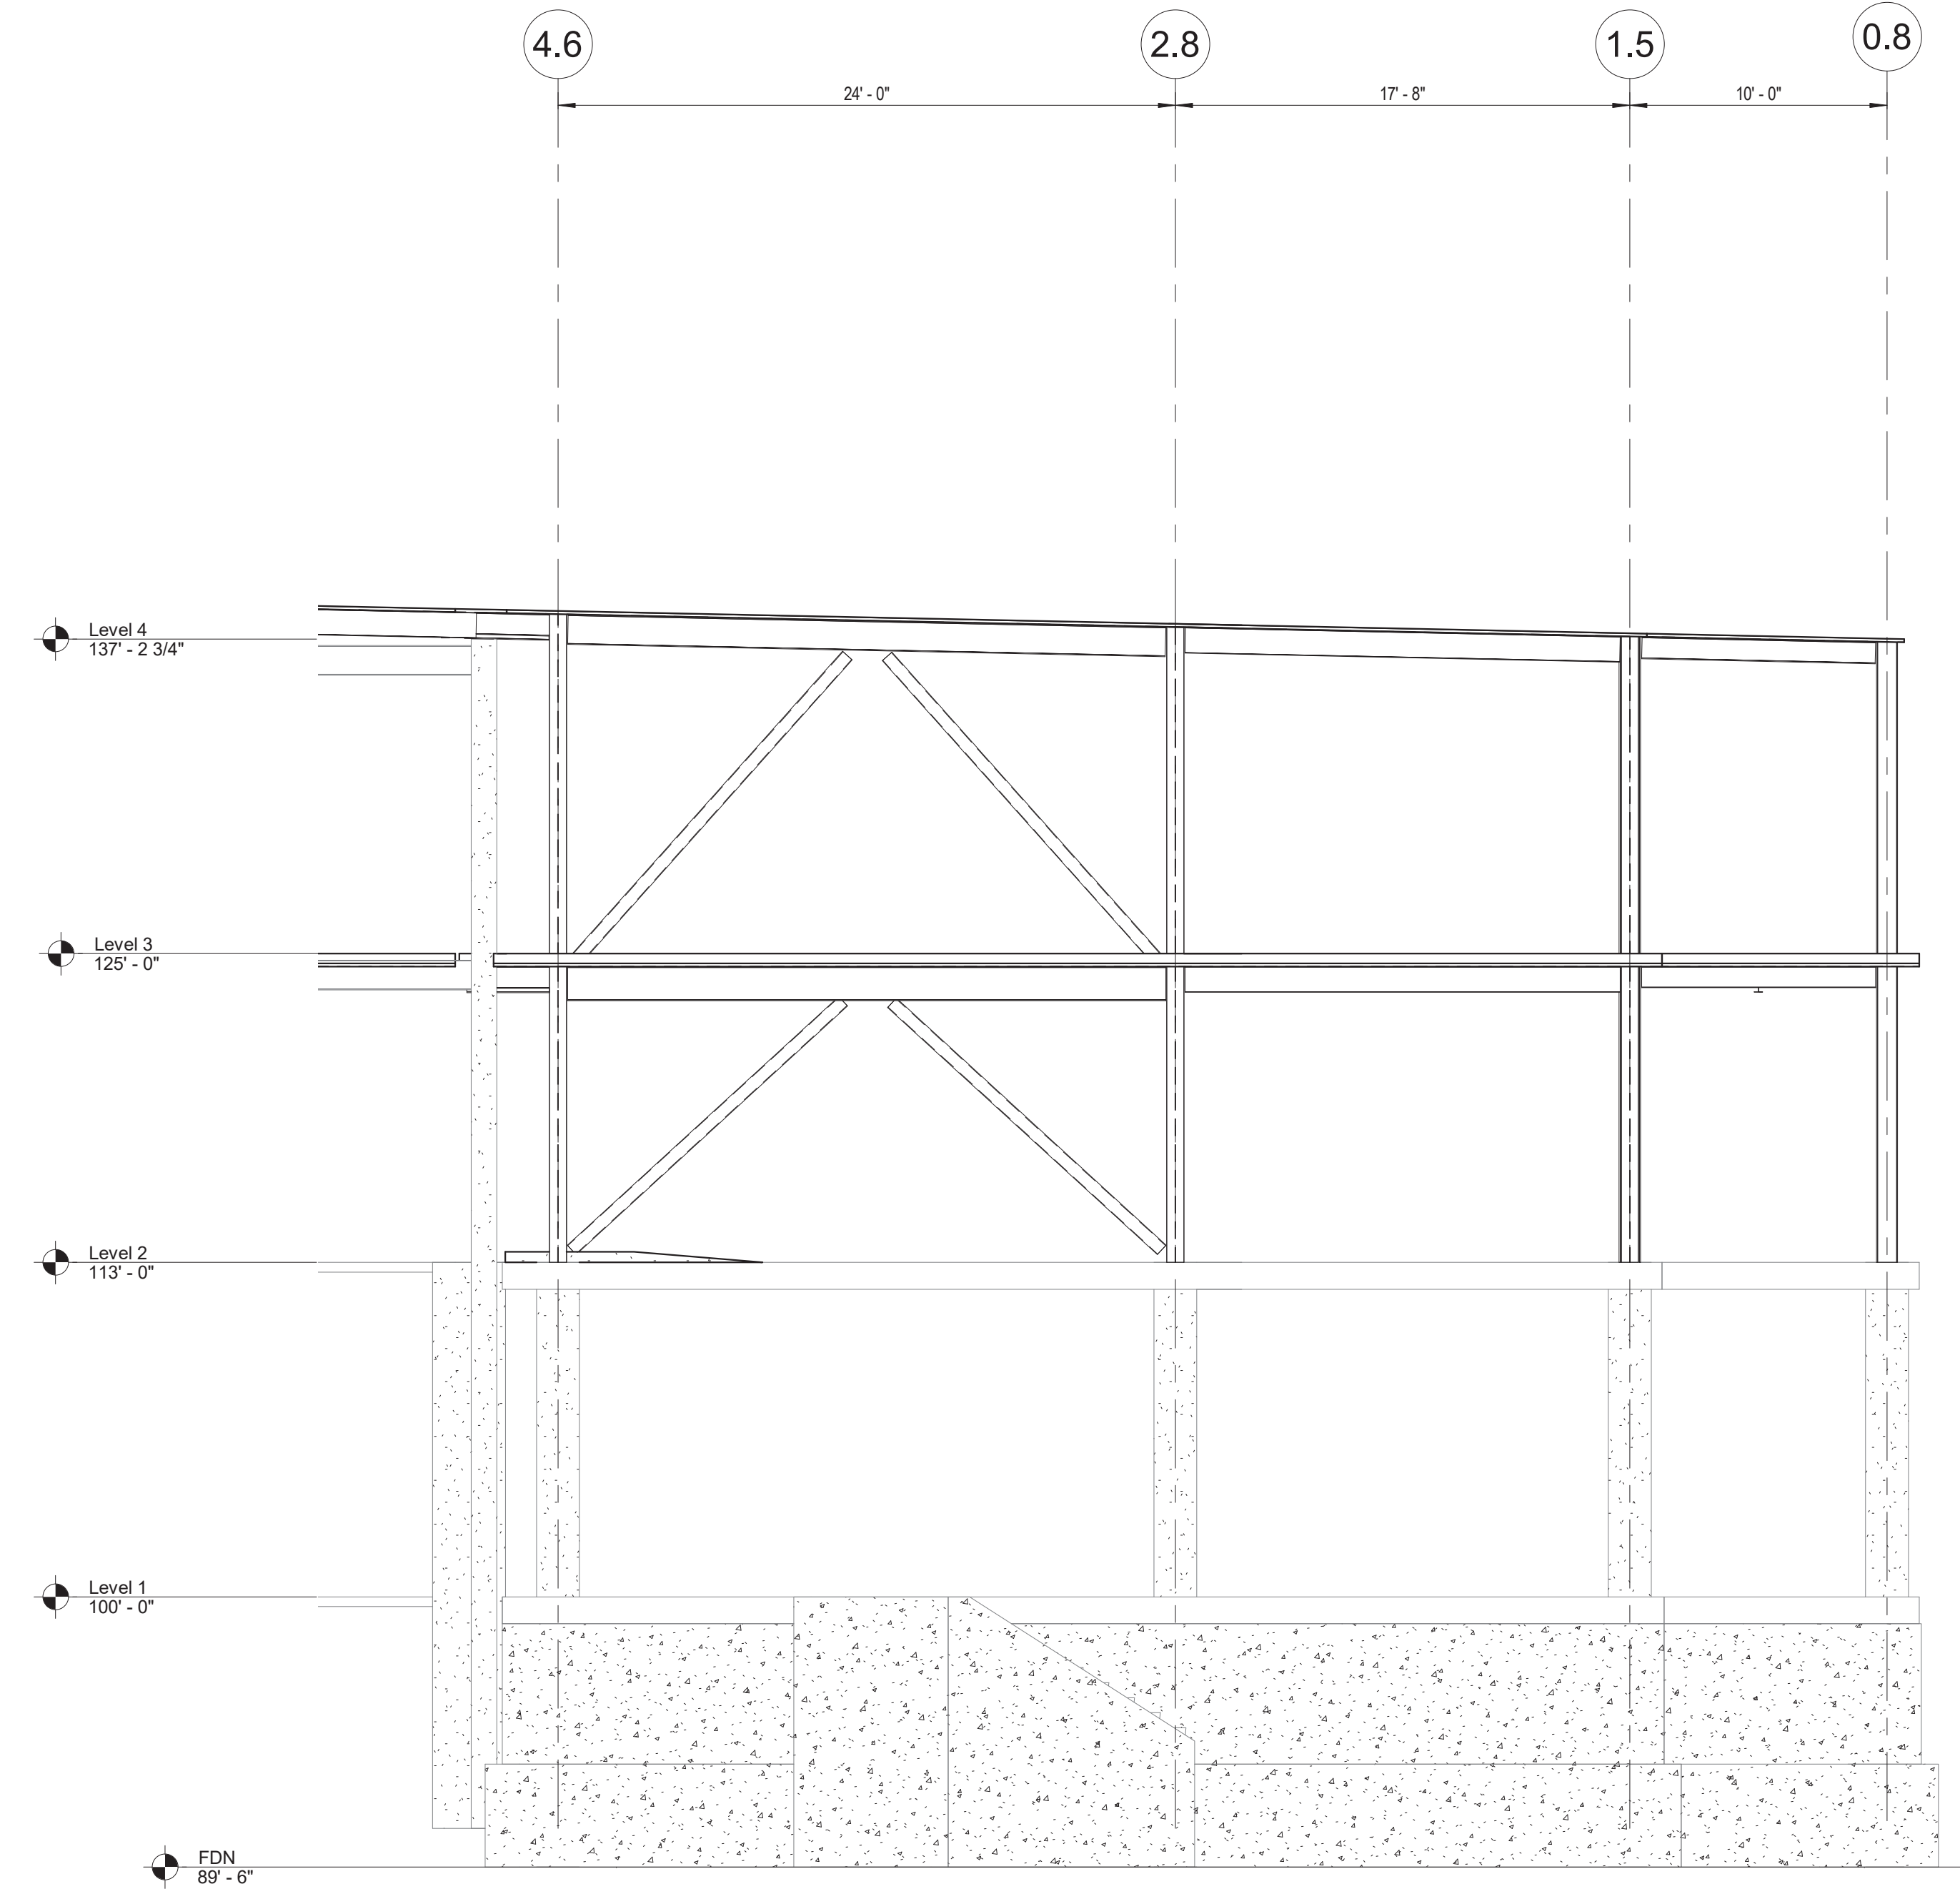 4.6
2.8
1.5
0.8
24' - 0"
17' - 8"
10' - 0"
Level 4
137' - 2 3/4"
Level 3
125' - 0"
Level 2
113' - 0"
Level 1
100' - 0"
FDN
89' - 6"